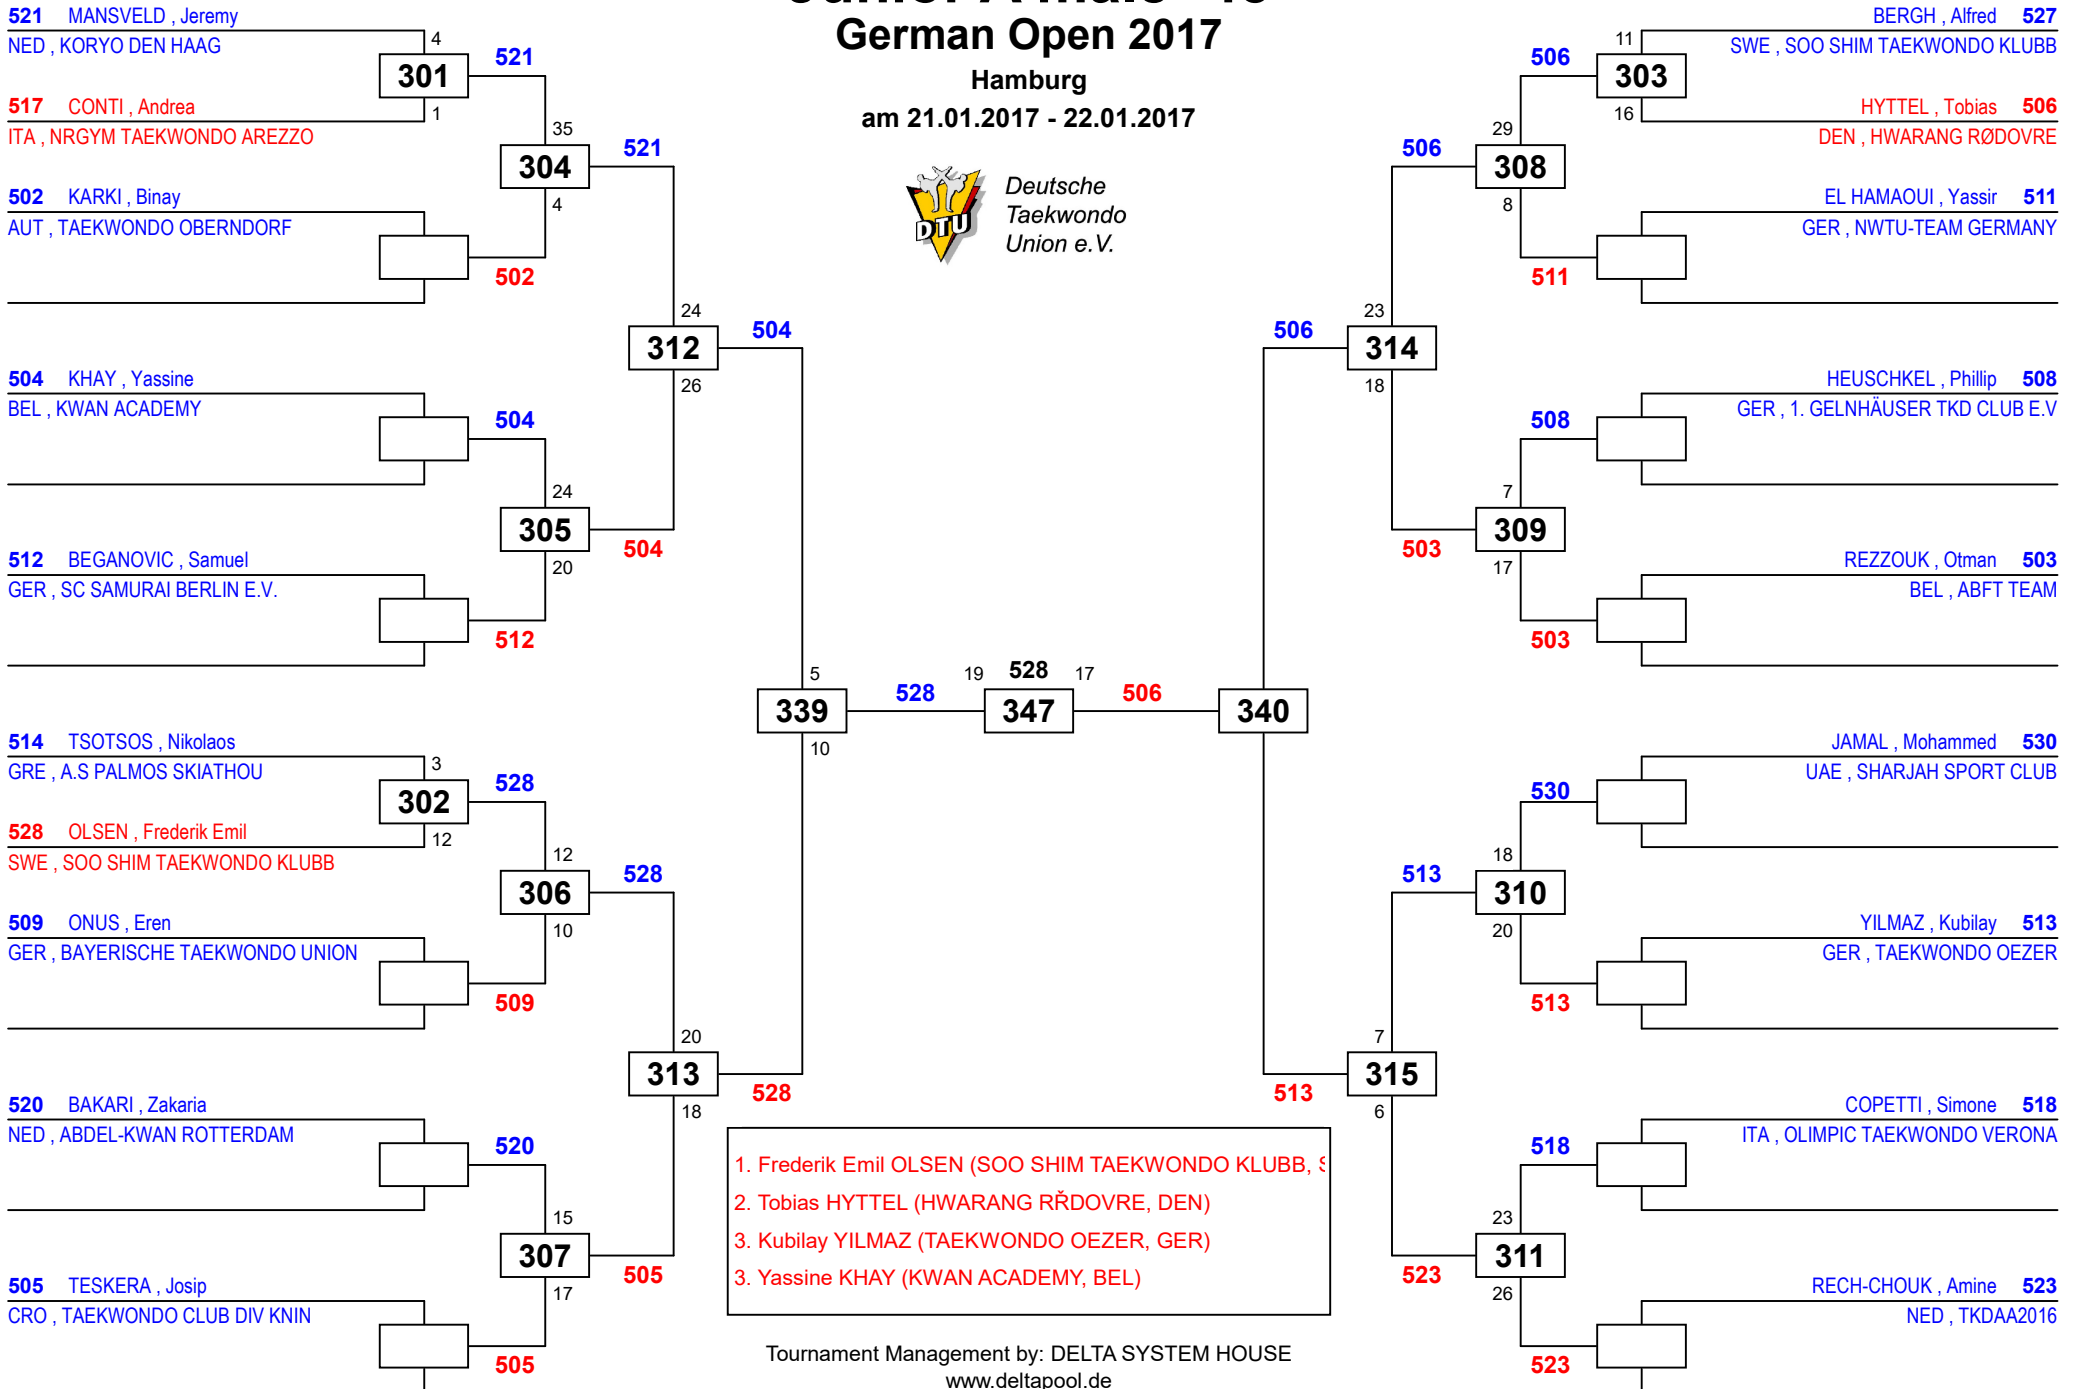 German Open 2017
Hamburg
am 21.01.2017 - 22.01.2017
DTU
Deutsche
Taekwondo
Union e.V.
521 MANSVELD , Jeremy
NED , KORYO DEN HAAG
4
301
521
1
517 CONTI , Andrea
ITA , NRGYM TAEKWONDO AREZZO
35
304
521
4
502 KARKI , Binay
AUT , TAEKWONDO OBERNDORF
502
24
312
504
26
504 KHAY , Yassine
BEL , KWAN ACADEMY
504
24
305
504
20
512 BEGANOVIC , Samuel
GER , SC SAMURAI BERLIN E.V.
512
5
339
528
10
514 TSOTSOS , Nikolaos
GRE , A.S PALMOS SKIATHOU
3
302
528
12
528 OLSEN , Frederik Emil
SWE , SOO SHIM TAEKWONDO KLUBB
12
306
528
10
509 ONUS , Eren
GER , BAYERISCHE TAEKWONDO UNION
509
20
313
528
18
520 BAKARI , Zakaria
NED , ABDEL-KWAN ROTTERDAM
520
15
307
505
17
505 TESKERA , Josip
CRO , TAEKWONDO CLUB DIV KNIN
505
19 528 17
347
506
340
BERGH , Alfred 527
SWE , SOO SHIM TAEKWONDO KLUBB
11
506
303
16
HYTTEL , Tobias 506
DEN , HWARANG RØDOVRE
29
506
308
8
EL HAMAOUI , Yassir 511
GER , NWTU-TEAM GERMANY
511
23
506
314
18
HEUSCHKEL , Phillip 508
GER , 1. GELNHÄUSER TKD CLUB E.V
508
7
309
503
17
REZZOUK , Otman 503
BEL , ABFT TEAM
503
JAMAL , Mohammed 530
UAE , SHARJAH SPORT CLUB
530
18
513
310
20
YILMAZ , Kubilay 513
GER , TAEKWONDO OEZER
513
7
315
513
6
COPETTI , Simone 518
ITA , OLIMPIC TAEKWONDO VERONA
518
23
311
523
26
RECH-CHOUK , Amine 523
NED , TKDAA2016
523
1. Frederik Emil OLSEN (SOO SHIM TAEKWONDO KLUBB,
2. Tobias HYTTEL (HWARANG RŘDOVRE, DEN)
3. Kubilay YILMAZ (TAEKWONDO OEZER, GER)
3. Yassine KHAY (KWAN ACADEMY, BEL)
Tournament Management by: DELTA SYSTEM HOUSE
www.deltapool.de